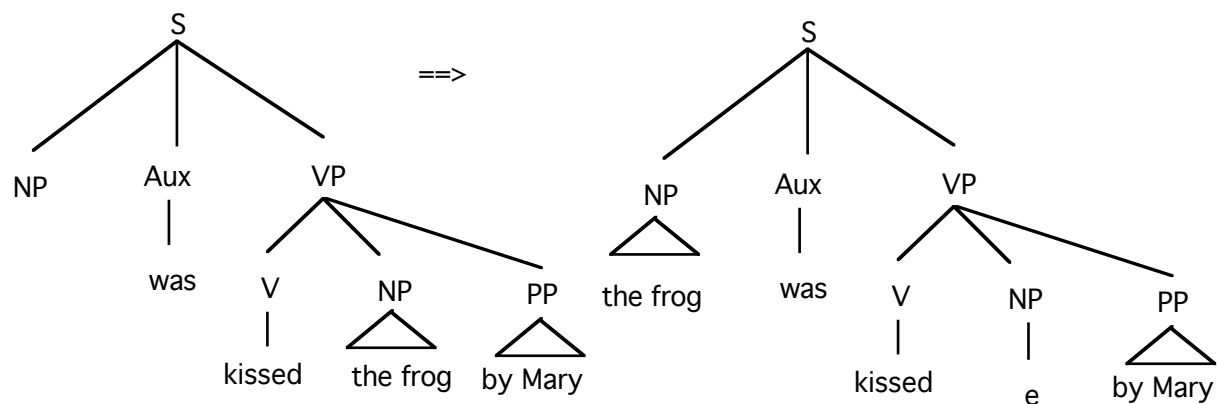 S
==>
S
NP
Aux
VP
was
V
NP
PP
kissed
the frog
by Mary
NP
Aux
VP
the frog
was
V
NP
PP
kissed
e
by Mary